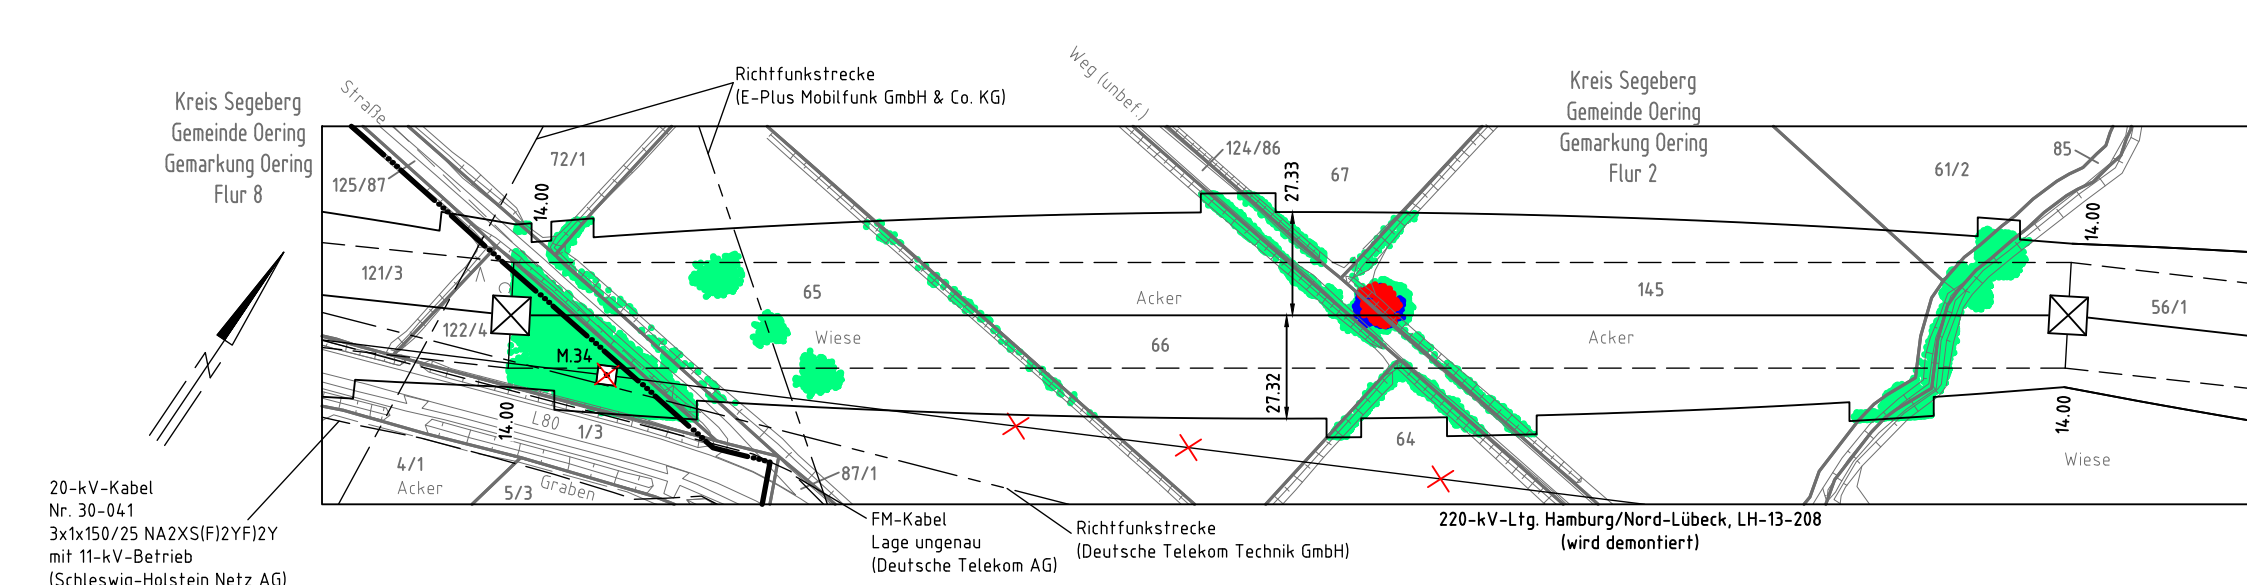 Kreis Segeberg
Gemeinde Oering
Gemarkung Oering
Flur 8
Straße
Richtfunkstrecke
(E-Plus Mobilfunk GmbH & Co. KG)
Weg (unbef.)
Kreis Segeberg
Gemeinde Oering
Gemarkung Oering
Flur 2
125/87
72/1
14.00
124/86
27.33
67
61/2
85
14.00
121/3
65
Acker
145
56/1
122/4
M.34
Wiese
66
Acker
27.32
14.00
L80
1/3
64
14.00
4/1
Acker
5/3
Graben
87/1
Wiese
20-kV-Kabel
Nr. 30-041
3x1x150/25 NA2XS(F)2YF)2Y
mit 11-kV-Betrieb
(Schleswig-Holstein Netz AG)
FM-Kabel
Lage ungenau
(Deutsche Telekom AG)
Richtfunkstrecke
(Deutsche Telekom Technik GmbH)
220-kV-Ltg. Hamburg/Nord-Lübeck, LH-13-208
(wird demontiert)